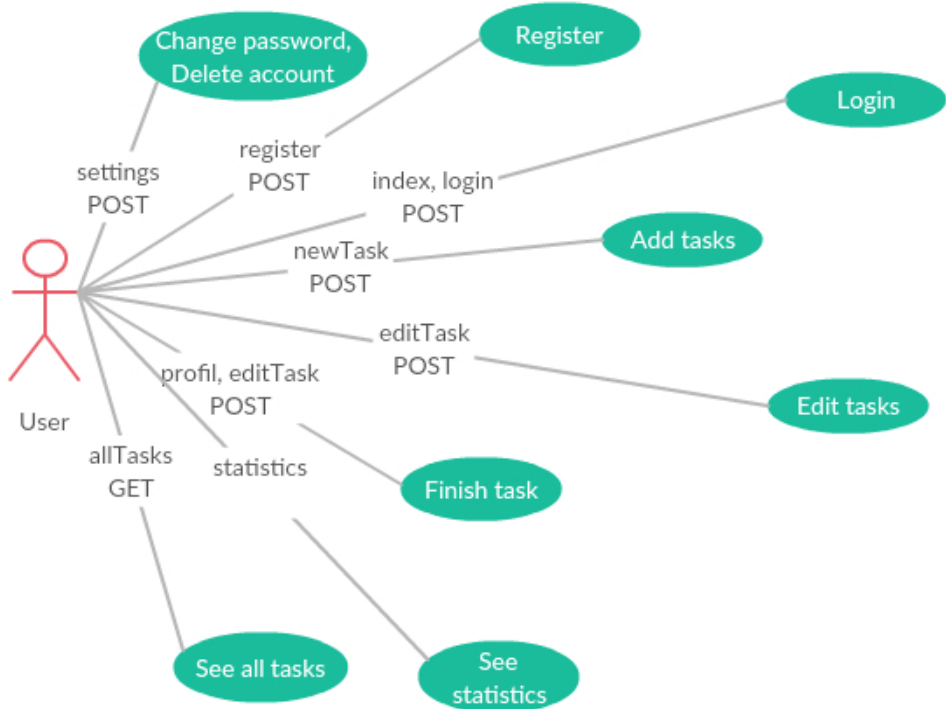 Change password,
Delete account
Register
Login
register
POST
settings
POST
index, login
POST
newTask
POST
Add tasks
editTask
POST
profil, editTask
POST
Edit tasks
User
allTasks
GET
statistics
Finish task
See all tasks
See
statistics